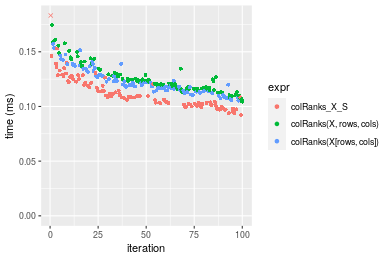 time (ms)
0.15
0.10
0.05
0.00
0 25 50 75 100
iteration
expr
colRanks_X_S
colRanks(X, rows, cols)
colRanks(X[rows, cols])